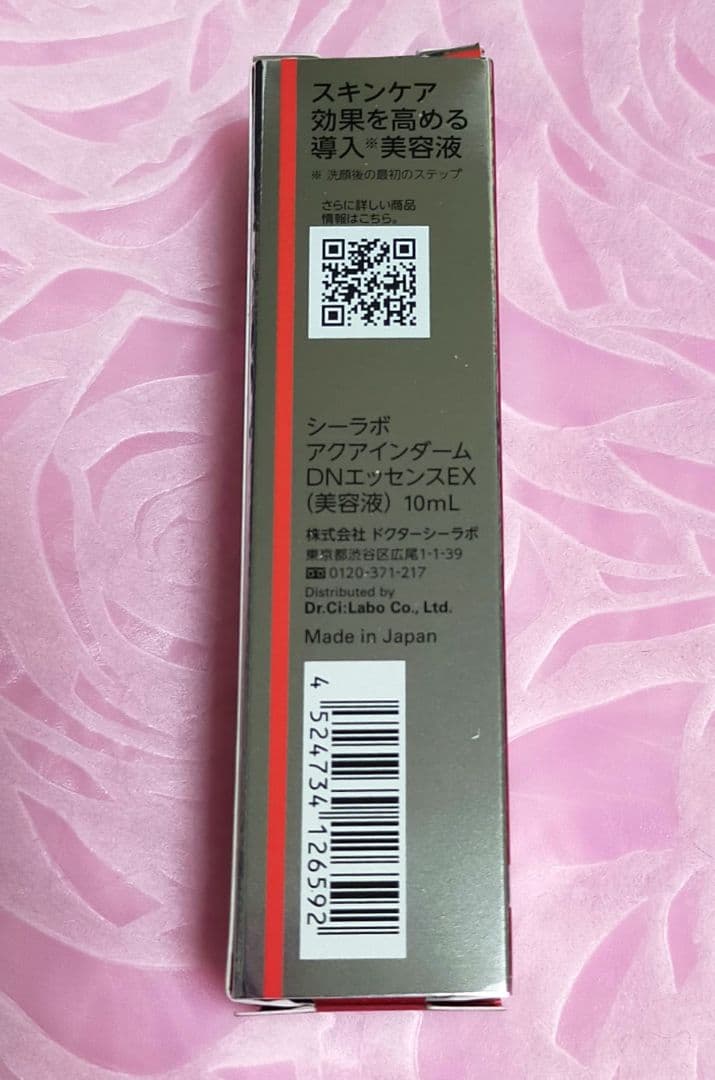 スキンケア
効果を高める
導入※美容液
※ 洗顔後の最初のステップ
さらに詳しい商品
情報はこちら。
シーラボ
アクアインダーム
DNエッセンスEX
(美容液) 10mL
株式会社 ドクターシーラボ
東京都渋谷区広尾1-1-39
0120-371-217
Distributed by
Dr.Ci:Labo Co., Ltd.
Made in Japan
4 524734 126592